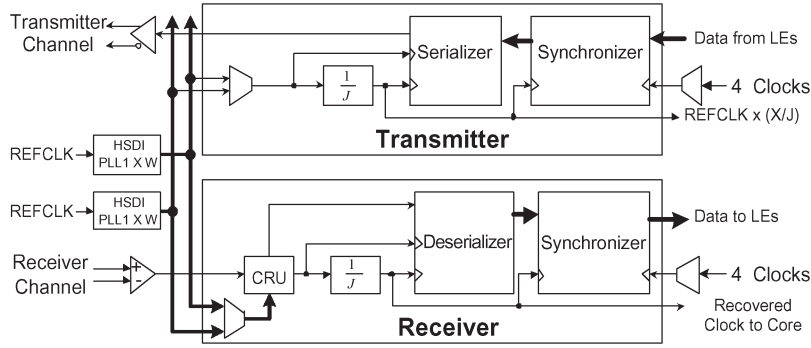 Transmitter
Channel
Serializer
Synchronizer
Data from LEs
1
J
4 Clocks
REFCLK x (X/J)
Transmitter
REFCLK
HSDI
PLL1 X W
REFCLK
HSDI
PLL1 X W
Receiver
Channel
+
-
CRU
1
J
Deserializer
Synchronizer
Data to LEs
4 Clocks
Recovered
Clock to Core
Receiver